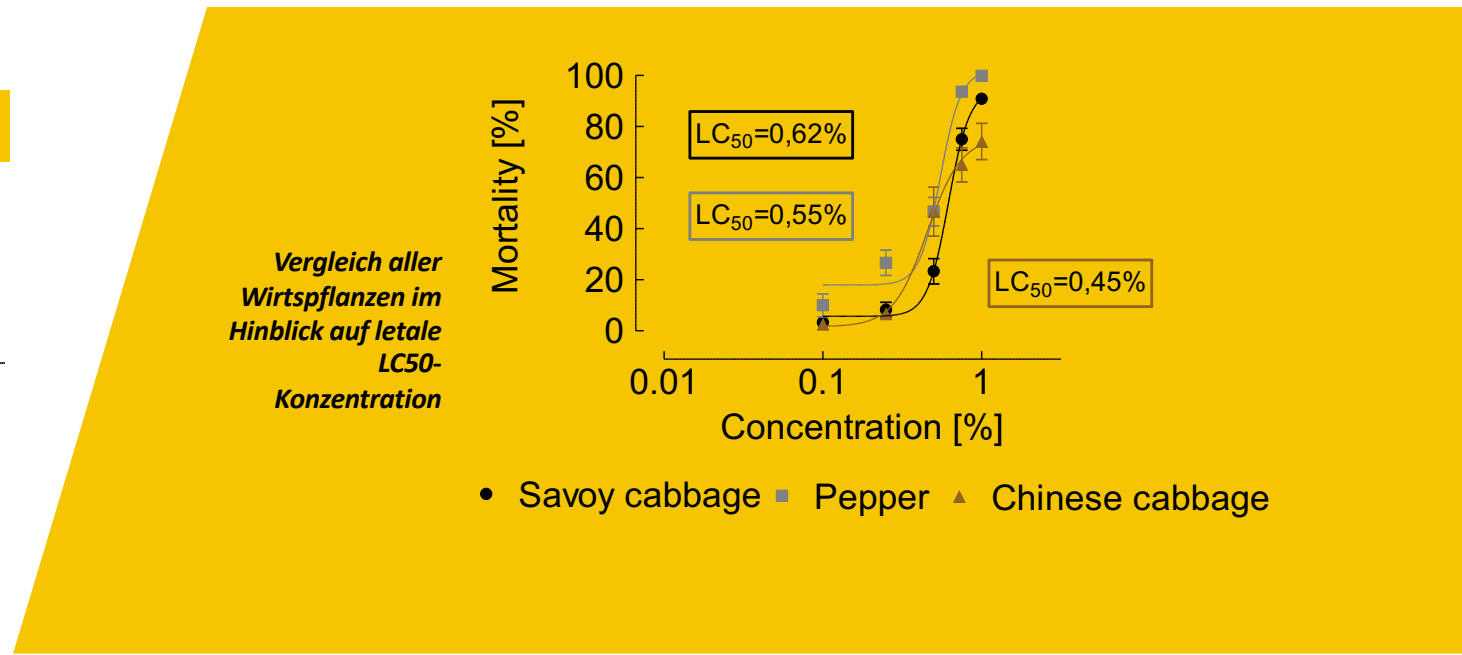 Vergleich aller
Wirtspflanzen im
Hinblick auf letale
LC50-
Konzentration
Mortality [%]
100
80
60
40
20
0
LC50=0,62%
LC50=0,55%
LC50=0,45%
0.01 0.1 1
Concentration [%]
Savoy cabbage Pepper Chinese cabbage